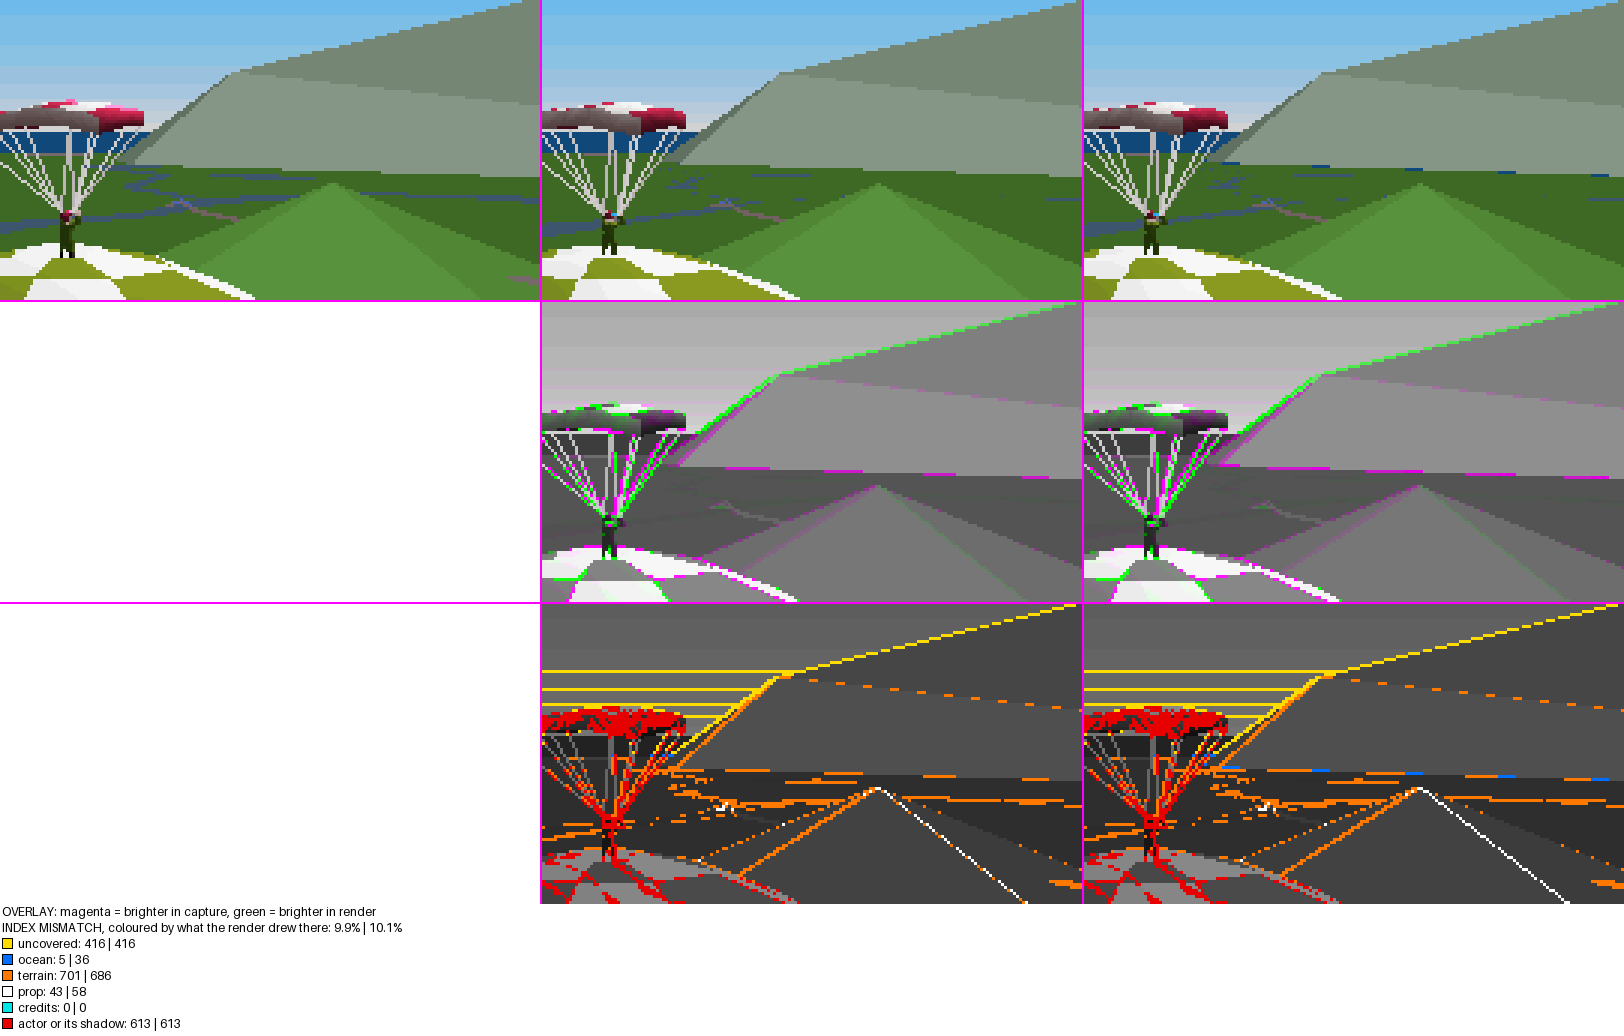 OVERLAY: magenta = brighter in capture, green = brighter in render
INDEX MISMATCH, coloured by what the render drew there: 9.9% | 10.1%
uncovered: 416 | 416
ocean: 5 | 36
terrain: 701 | 686
prop: 43 | 58
credits: 0 | 0
actor or its shadow: 613 | 613